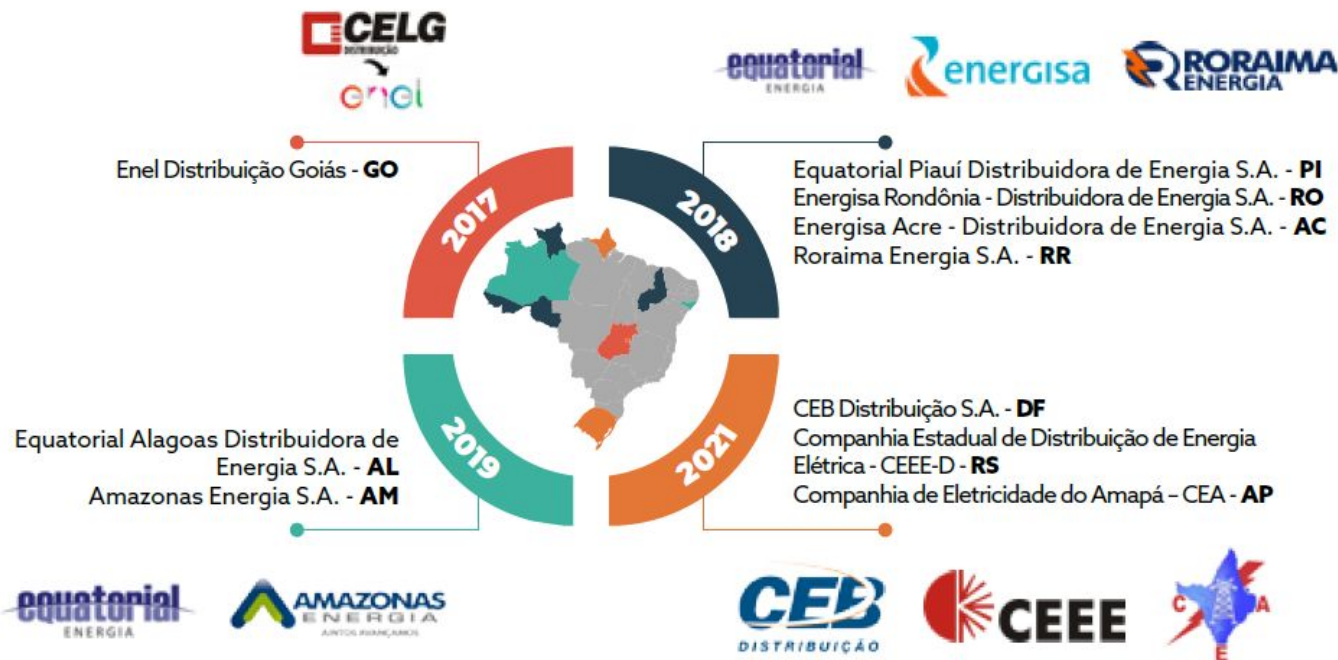 CELG
DISTRIBUIÇÃO
enel
Enel Distribuição Goiás - GO
2017
equatorial
ENERGIA
energisa
RORAIMA
ENERGIA
2018
Equatorial Piauí Distribuidora de Energia S.A. - PI
Energisa Rondônia - Distribuidora de Energia S.A. - RO
Energisa Acre - Distribuidora de Energia S.A. - AC
Roraima Energia S.A. - RR
2019
Equatorial Alagoas Distribuidora de
Energia S.A. - AL
Amazonas Energia S.A. - AM
equatorial
ENERGIA
AMAZONAS
ENERGIA
JUNTOS AVANÇAMOS
2021
CEB Distribuição S.A. - DF
Companhia Estadual de Distribuição de Energia
Elétrica - CEEE-D - RS
Companhia de Eletricidade do Amapá – CEA - AP
CEB
DISTRIBUIÇÃO
CEEE
C A
E